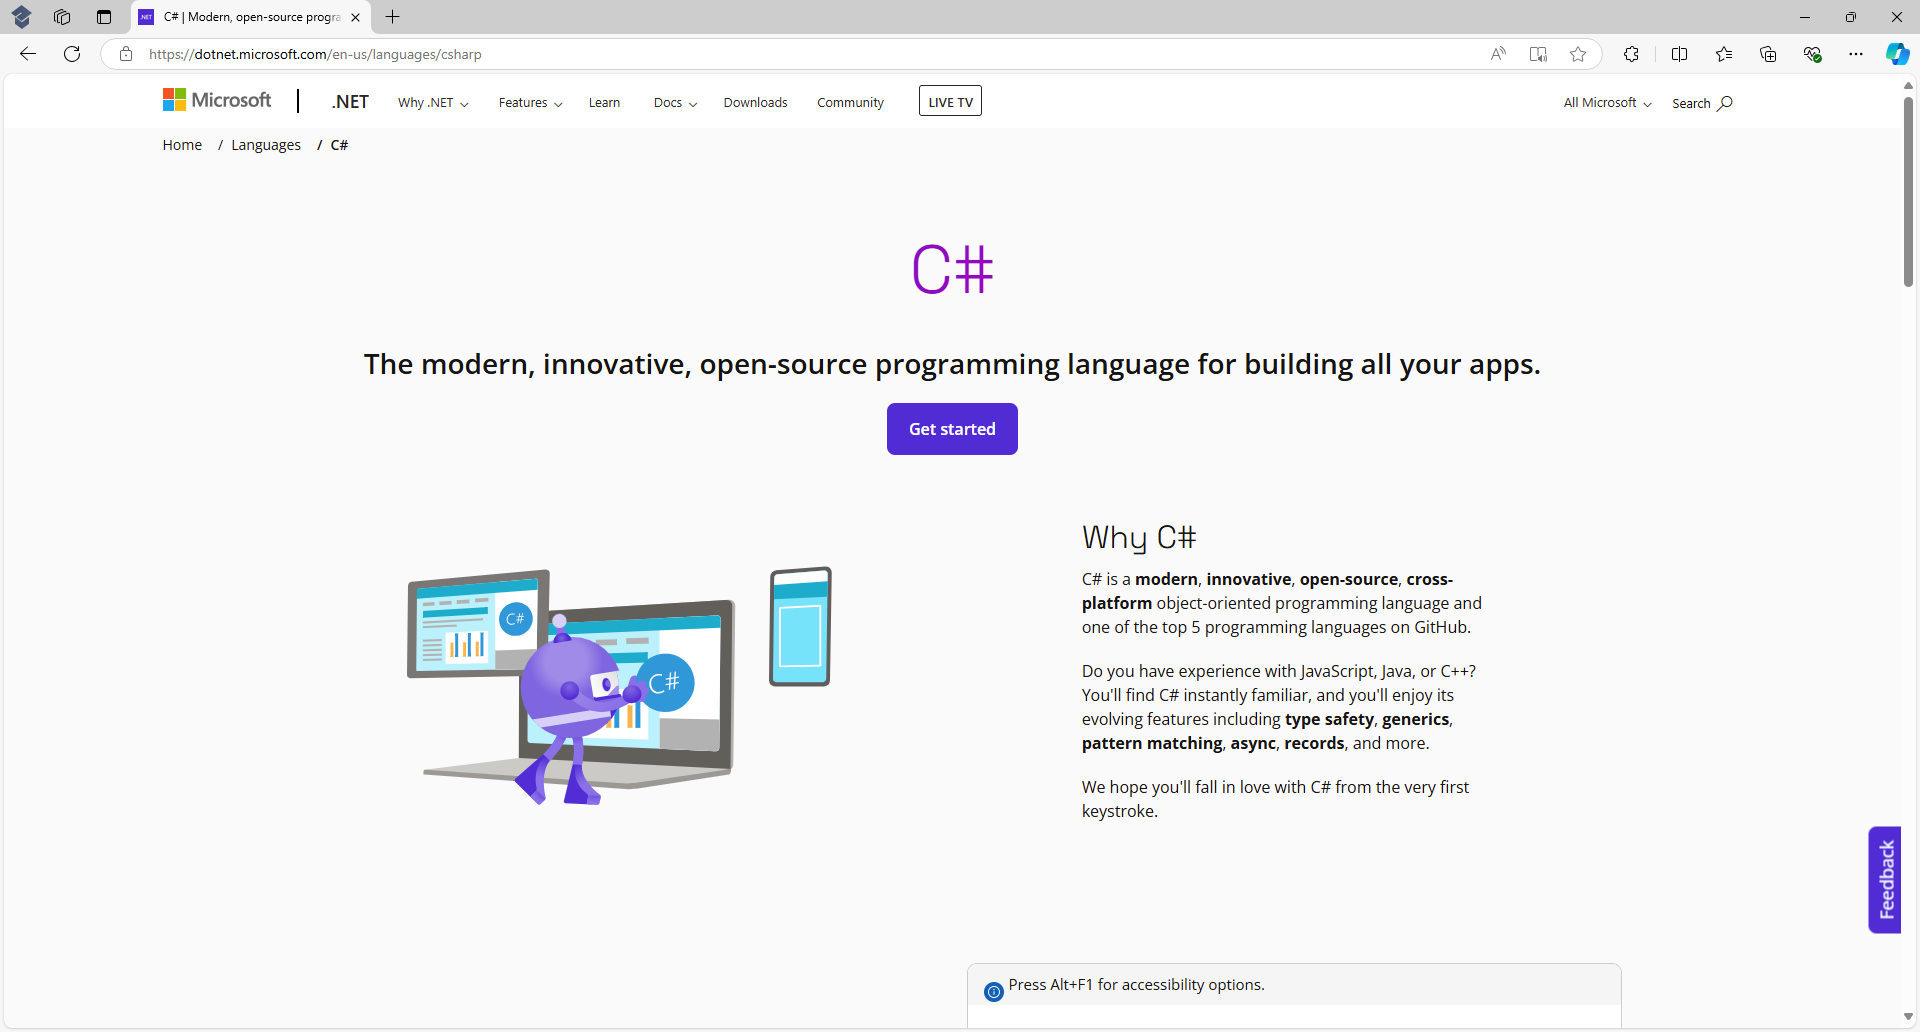 C# | Modern, open-source progra
https://dotnet.microsoft.com/en-us/languages/csharp
Microsoft
.NET
Why .NET
Features
Learn
Docs
Downloads
Community
LIVE TV
All Microsoft
Search
Home / Languages / C#
C#
The modern, innovative, open-source programming language for building all your apps.
Get started
C#
C#
Why C#
C# is a modern, innovative, open-source, cross-
platform object-oriented programming language and
one of the top 5 programming languages on GitHub.
Do you have experience with JavaScript, Java, or C++?
You'll find C# instantly familiar, and you'll enjoy its
evolving features including type safety, generics,
pattern matching, async, records, and more.
We hope you'll fall in love with C# from the very first
keystroke.
Feedback
Press Alt+F1 for accessibility options.